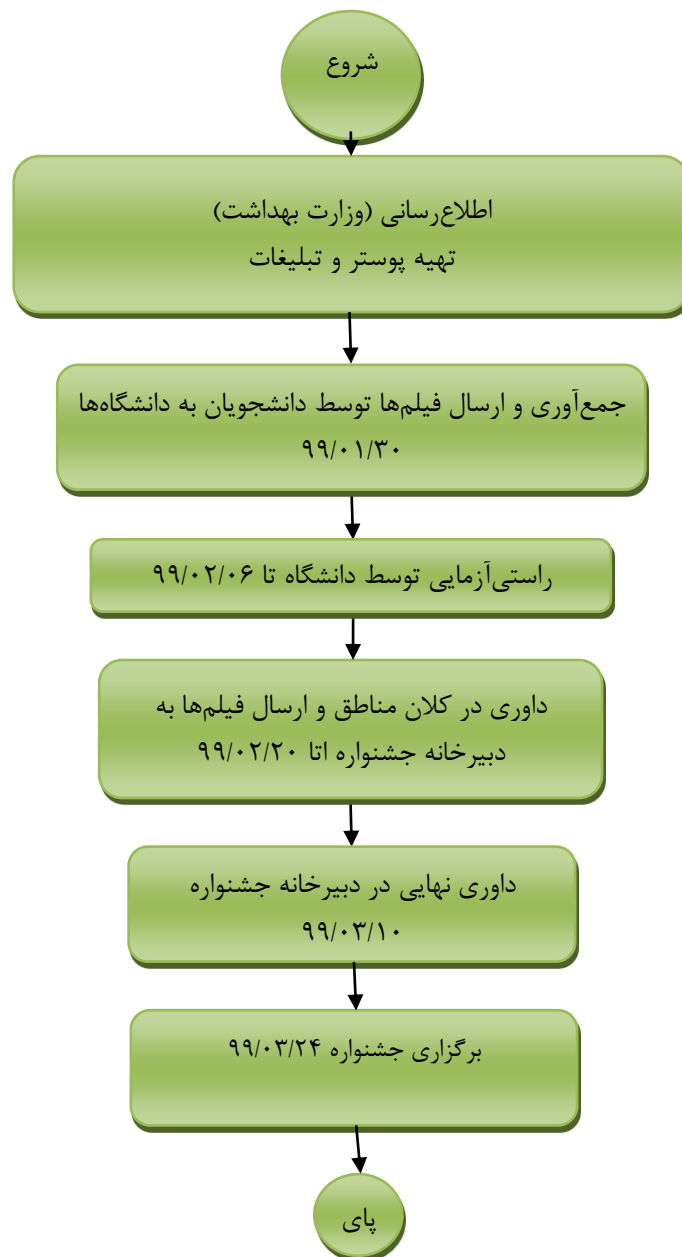 شروع
اطلاع‌رسانی (وزارت بهداشت)
تهیه پوستر و تبلیغات
جمع‌آوری و ارسال فیلم‌ها توسط دانشجویان به دانشگاه‌ها
۹۹/۰۱/۳۰
راستی‌آزمایی توسط دانشگاه تا ۹۹/۰۲/۰۶
داوری در کلان مناطق و ارسال فیلم‌ها به
دبیرخانه جشنواره اتا ۹۹/۰۲/۲۰
داوری نهایی در دبیرخانه جشنواره
۹۹/۰۳/۱۰
برگزاری جشنواره ۹۹/۰۳/۲۴
پای